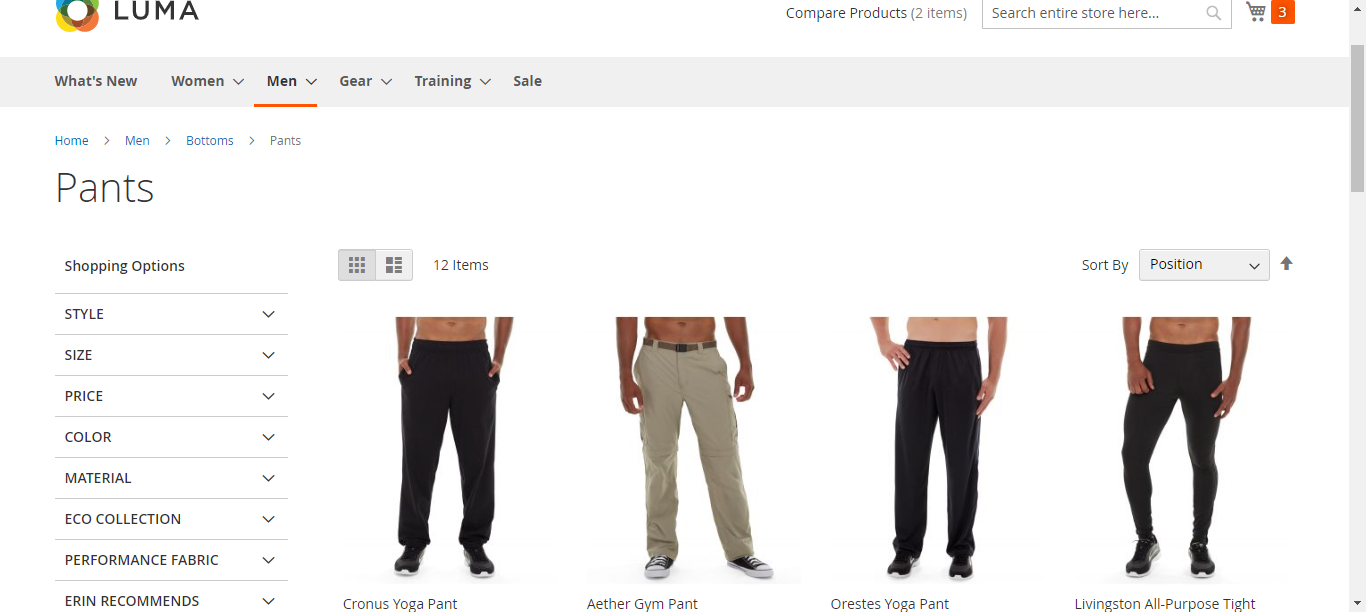 LUMA
Compare Products (2 items)
Search entire store here...
3
What's New Women Men Gear Training Sale
Home Men Bottoms Pants
Pants
Shopping Options
12 Items
Sort By Position
STYLE
SIZE
PRICE
COLOR
MATERIAL
ECO COLLECTION
PERFORMANCE FABRIC
ERIN RECOMMENDS
Cronus Yoga Pant
Aether Gym Pant
Orestes Yoga Pant
Livingston All-Purpose Tight